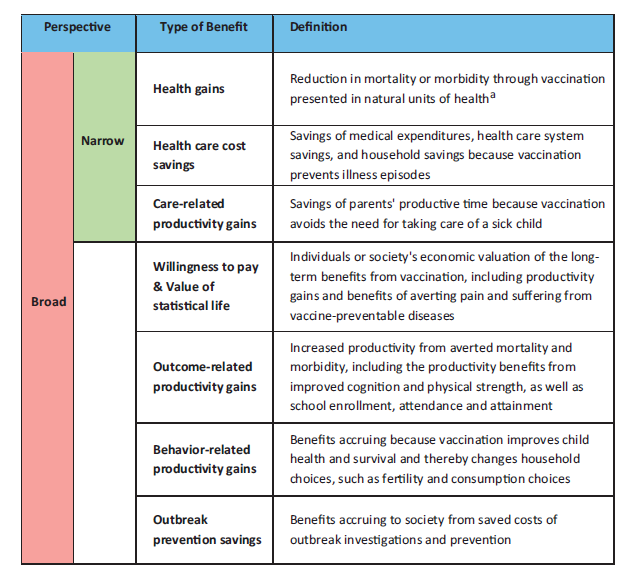 Perspective Type of Benefit Definition
Broad
Narrow
Health gains
Reduction in mortality or morbidity through vaccination
presented in natural units of healthᵃ
Health care cost
savings
Savings of medical expenditures, health care system
savings, and household savings because vaccination
prevents illness episodes
Care-related
productivity gains
Savings of parents' productive time because vaccination
avoids the need for taking care of a sick child
Willingness to pay
& Value of
statistical life
Individuals or society's economic valuation of the long-
term benefits from vaccination, including productivity
gains and benefits of averting pain and suffering from
vaccine-preventable diseases
Outcome-related
productivity gains
Increased productivity from averted mortality and
morbidity, including the productivity benefits from
improved cognition and physical strength, as well as
school enrollment, attendance and attainment
Behavior-related
productivity gains
Benefits accruing because vaccination improves child
health and survival and thereby changes household
choices, such as fertility and consumption choices
Outbreak
prevention savings
Benefits accruing to society from saved costs of
outbreak investigations and prevention